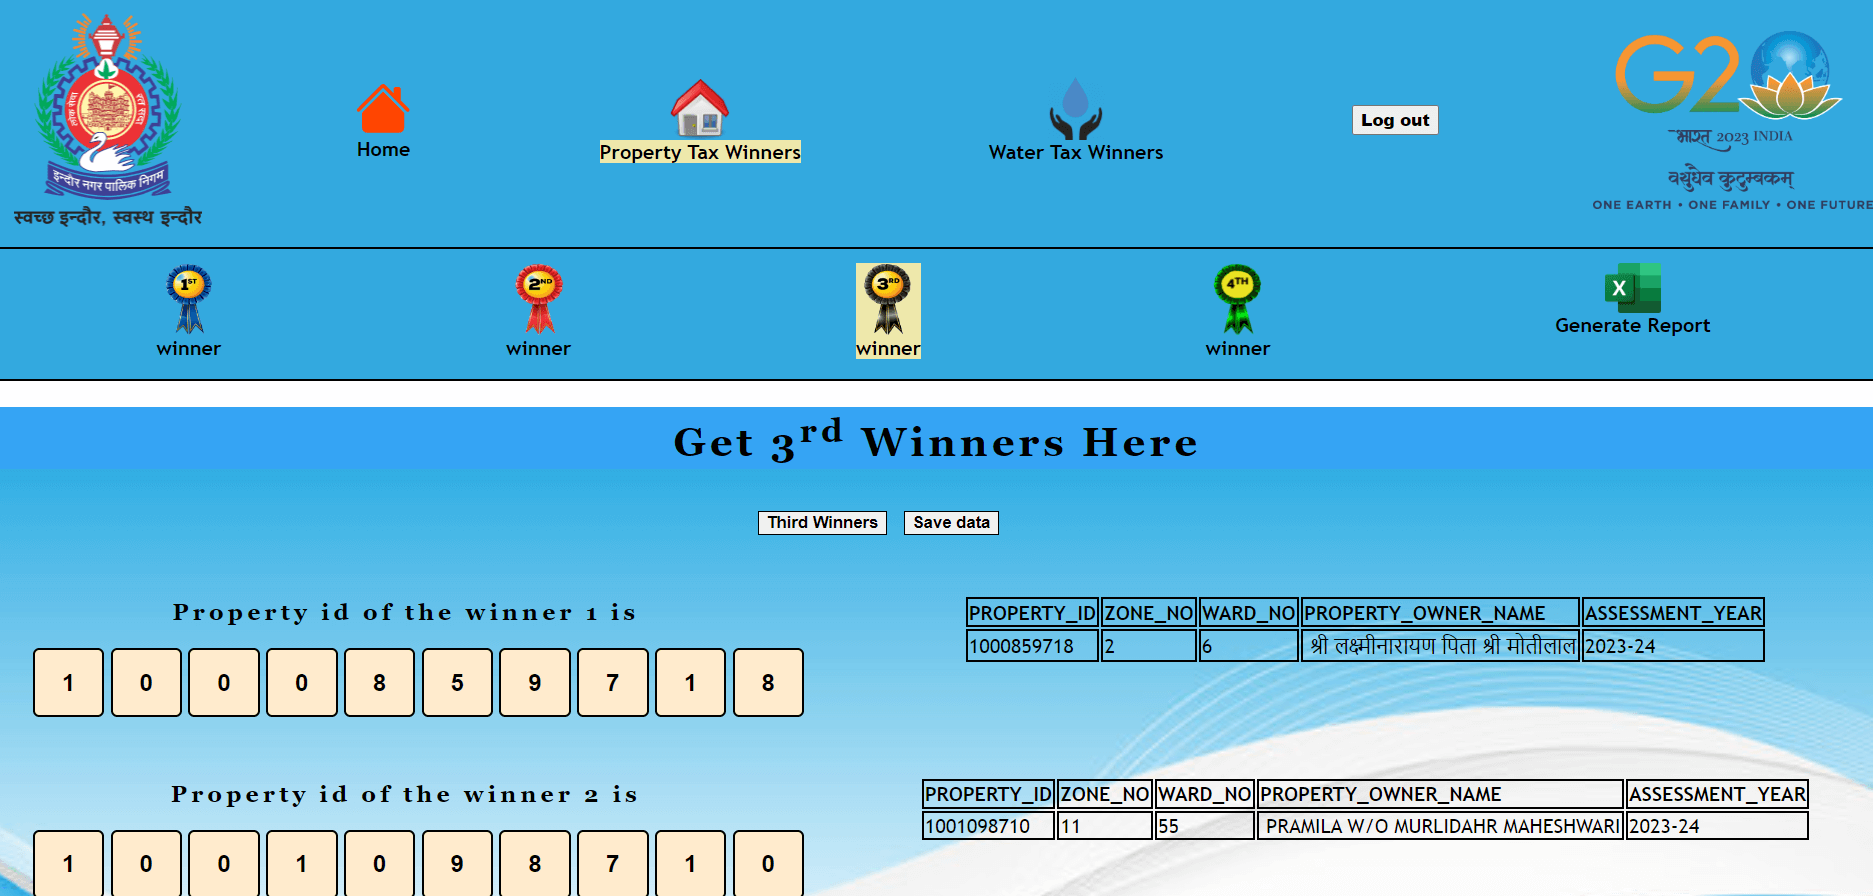 लोक सेवा
इन्दौर नगर पालिक निगम
स्वच्छ इन्दौर, स्वस्थ इन्दौर
Home
Property Tax Winners
Water Tax Winners
Log out
G20
भारत 2023 INDIA
वसुधैव कुटुम्बकम्
ONE EARTH • ONE FAMILY • ONE FUTURE
1ST
winner
2ND
winner
3RD
winner
4TH
winner
X
Generate Report
Get 3rd Winners Here
Third Winners Save data
Property id of the winner 1 is
1 0 0 0 8 5 9 7 1 8
PROPERTY_ID ZONE_NO WARD_NO PROPERTY_OWNER_NAME ASSESSMENT_YEAR
1000859718 2 6 श्री लक्ष्मीनारायण पिता श्री मोतीलाल 2023-24
Property id of the winner 2 is
1 0 0 1 0 9 8 7 1 0
PROPERTY_ID ZONE_NO WARD_NO PROPERTY_OWNER_NAME ASSESSMENT_YEAR
1001098710 11 55 PRAMILA W/O MURLIDAHR MAHESHWARI 2023-24